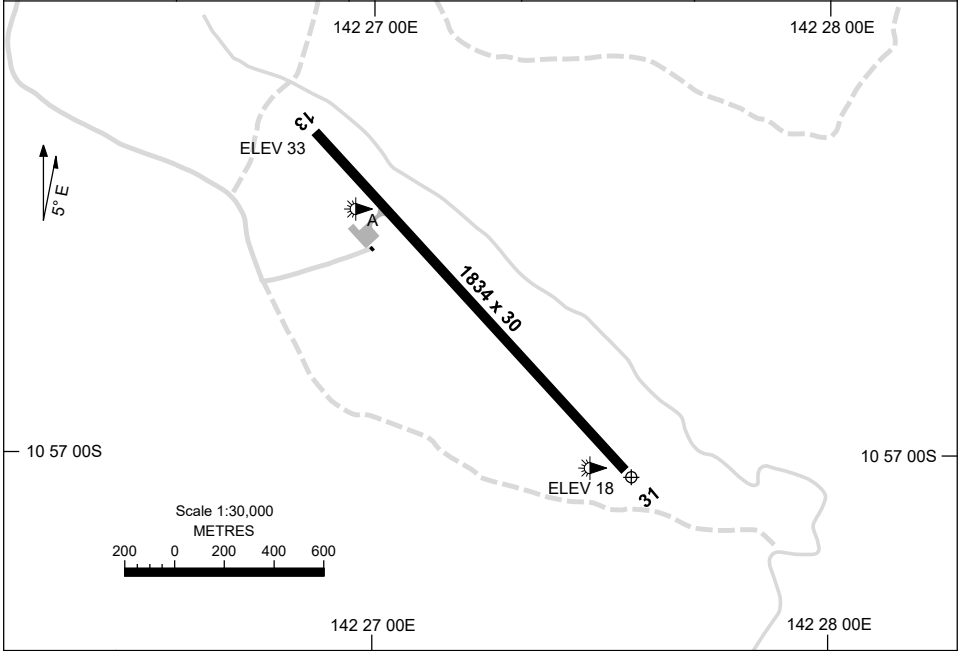 142 27 00E
142 28 00E
13
ELEV 33
5° E
A
1834 x 30
10 57 00S
10 57 00S
ELEV 18
31
Scale 1:30,000
METRES
200 0 200 400 600
142 27 00E
142 28 00E